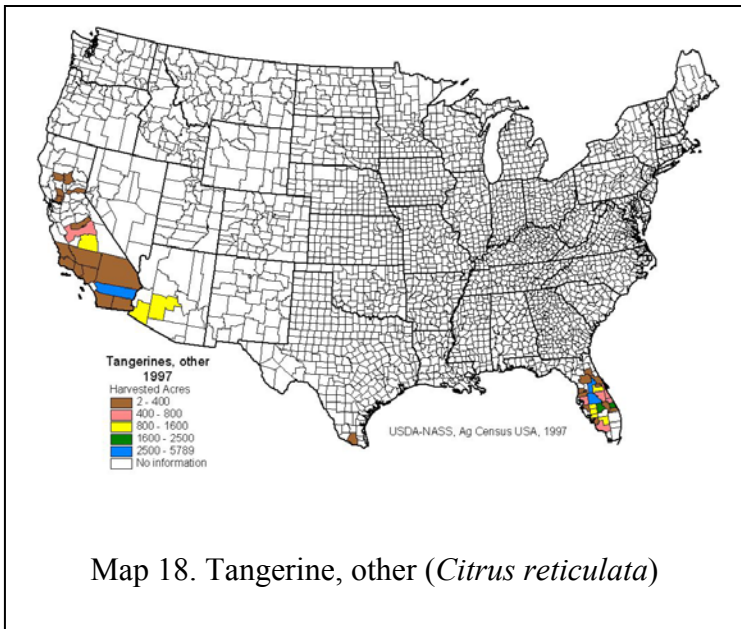 Tangerines, other
1997
Harvested Acres
2 - 400
400 - 800
800 - 1600
1600 - 2500
2500 - 5789
No information
USDA-NASS, Ag Census USA, 1997
Map 18. Tangerine, other (Citrus reticulata)